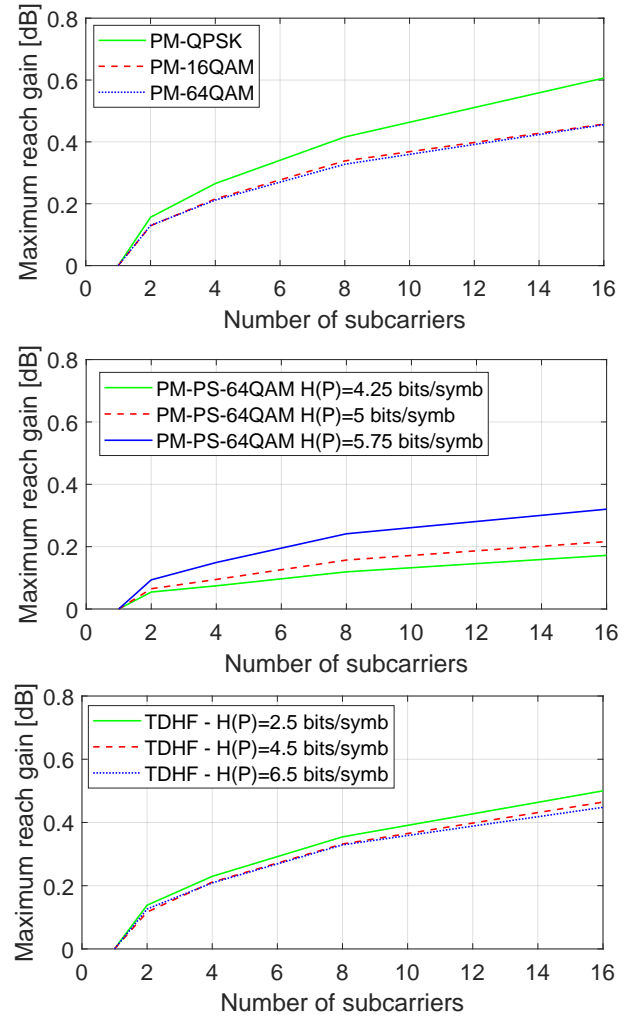 0.8
PM-QPSK
PM-16QAM
PM-64QAM
0.6
0.4
0.2
0
0 2 4 6 8 10 12 14 16
Number of subcarriers
Maximum reach gain [dB]
0.8
PM-PS-64QAM H(P)=4.25 bits/symb
PM-PS-64QAM H(P)=5 bits/symb
PM-PS-64QAM H(P)=5.75 bits/symb
0.6
0.4
0.2
0
0 2 4 6 8 10 12 14 16
Number of subcarriers
Maximum reach gain [dB]
0.8
TDHF - H(P)=2.5 bits/symb
TDHF - H(P)=4.5 bits/symb
TDHF - H(P)=6.5 bits/symb
0.6
0.4
0.2
0
0 2 4 6 8 10 12 14 16
Number of subcarriers
Maximum reach gain [dB]